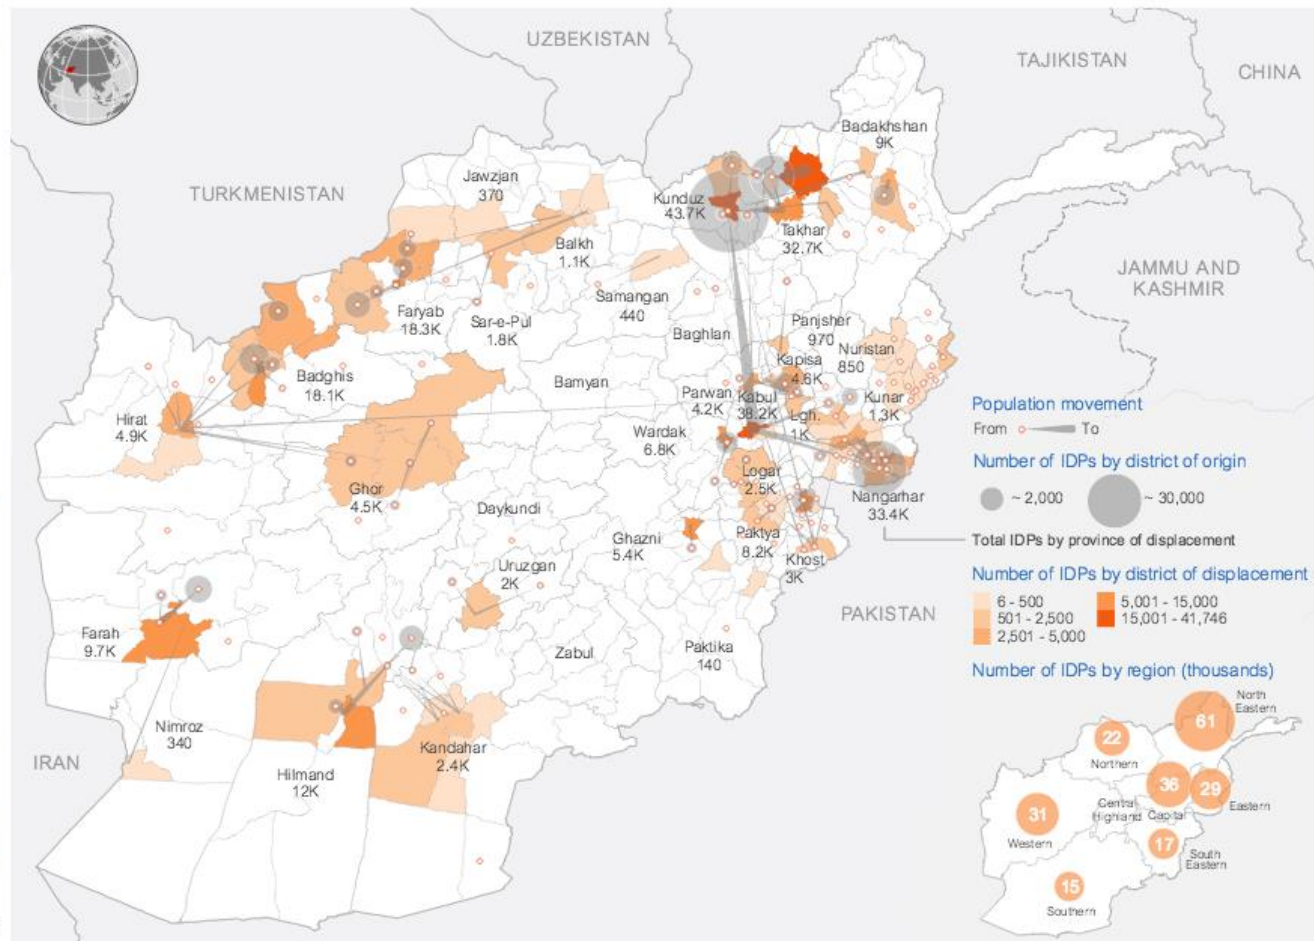 UZBEKISTAN
TAJIKISTAN
CHINA
TURKMENISTAN
Badakhshan
9K
Jawzjan
370
Kunduz
43.7K
Takhar
32.7K
Balkh
1.1K
JAMMU AND
KASHMIR
Samangan
440
Faryab
18.3K
Sar-e-Pul
1.8K
Baghlan
Panjsher
970
Nuristan
850
Kapisa
4.6K
Badghis
18.1K
Bamyan
Parwan
4.2K
Kabul
38.2K
Kunar
1.3K
Lgh.
1K
Hirat
4.9K
Wardak
6.8K
Logar
2.5K
Ghor
4.5K
Nangarhar
33.4K
Daykundi
Ghazni
5.4K
Paktya
8.2K
Khost
3K
Uruzgan
2K
PAKISTAN
Farah
9.7K
Zabul
Paktika
140
Nimroz
340
Kandahar
2.4K
IRAN
Hilmand
12K
Population movement
From To
Number of IDPs by district of origin
~ 2,000 ~ 30,000
Total IDPs by province of displacement
Number of IDPs by district of displacement
6 - 500 5,001 - 15,000
501 - 2,500 15,001 - 41,746
2,501 - 5,000
Number of IDPs by region (thousands)
North
Eastern
61
22
Northern
36
29
Eastern
Central
Highland
Capital
31
Western
17
South
Eastern
15
Southern